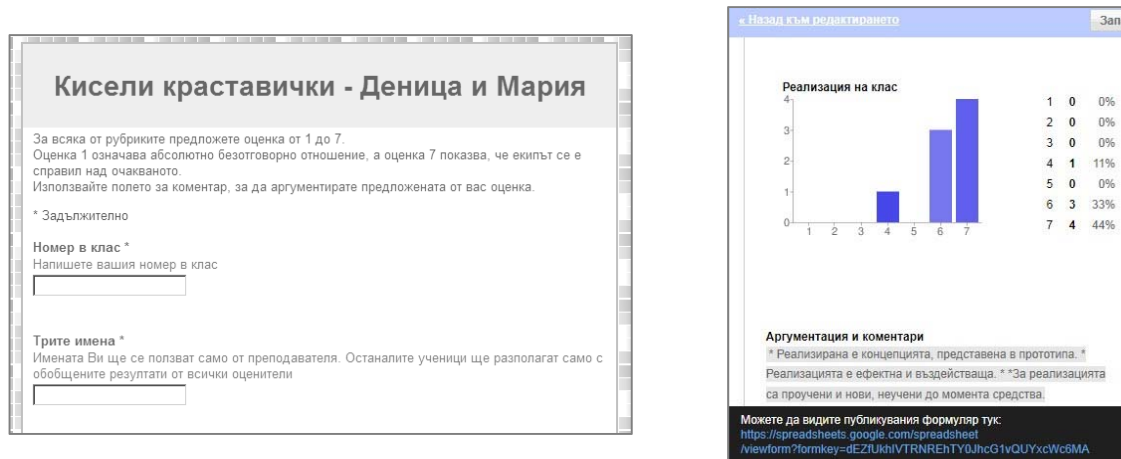 Кисели краставички - Деница и Мария
За всяка от рубриките предложете оценка от 1 до 7.
Оценка 1 означава абсолютно безотговорно отношение, а оценка 7 показва, че екипът се е
справил над очакваното.
Използвайте полето за коментар, за да аргументирате предложената от вас оценка.
* Задължително
Номер в клас *
Напишете вашия номер в клас
Трите имена *
Имената Ви ще се ползват само от преподавателя. Останалите ученици ще разполагат само с
обобщените резултати от всички оценители
« Назад към редактирането
Зап
Реализация на клас
4
3
2
1
0
1 2 3 4 5 6 7
1 0 0%
2 0 0%
3 0 0%
4 1 11%
5 0 0%
6 3 33%
7 4 44%
Аргументация и коментари
* Реализирана е концепцията, представена в прототипа. *
Реализацията е ефектна и въздействаща. * *За реализацията
са проучени и нови, неучени до момента средства.
Можете да видите публикувания формуляр тук:
https://spreadsheets.google.com/spreadsheet
/viewform?formkey=dEZfUkhIVTRNREhTY0JhcG1vQUYxcWc6MA